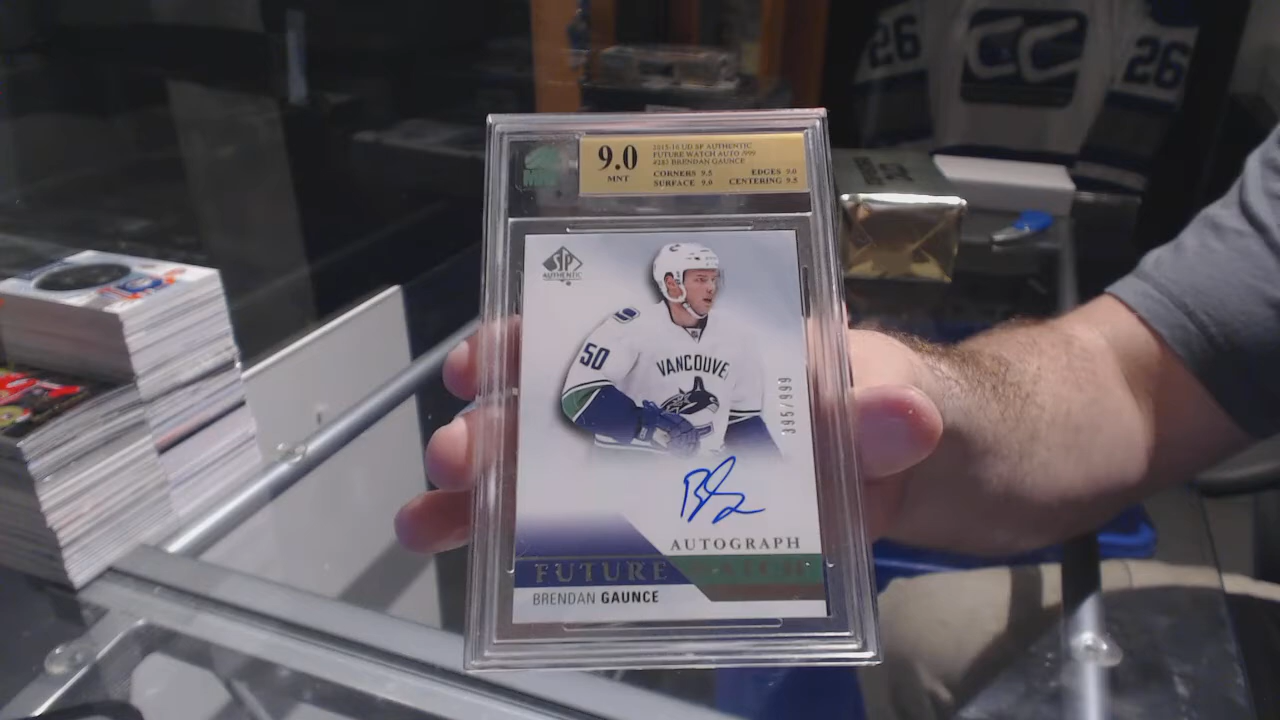 26
CC
26
9.0
MNT
2015-16 UD SP AUTHENTIC
FUTURE WATCH AUTO /999
BRENDAN GAUNCE
CORNERS 9.5 EDGES 9.0
SURFACE 9.0 CENTERING 9.5
SP
AUTHENTIC
50
VANCOUVE
395/999
AUTOGRAPH
FUTURE WATCH
BRENDAN GAUNCE